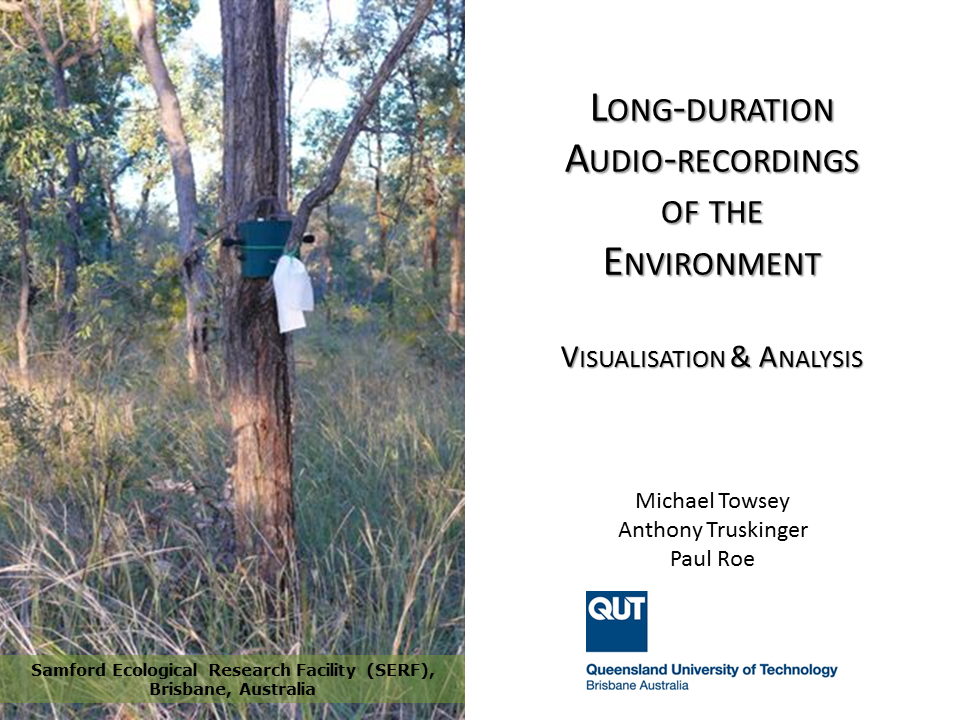 Long-duration
Audio-recordings
of the
Environment
Visualisation & Analysis
Michael Towsey
Anthony Truskinger
Paul Roe
QUT
Queensland University of Technology
Brisbane Australia
Samford Ecological Research Facility (SERF),
Brisbane, Australia